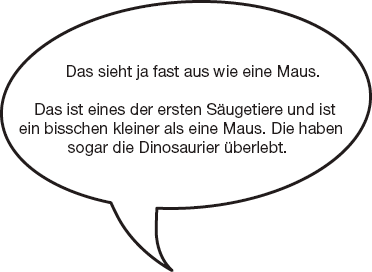 Das sieht ja fast aus wie eine Maus.
Das ist eines der ersten Säugetiere und ist
ein bisschen kleiner als eine Maus. Die haben
sogar die Dinosaurier überlebt.